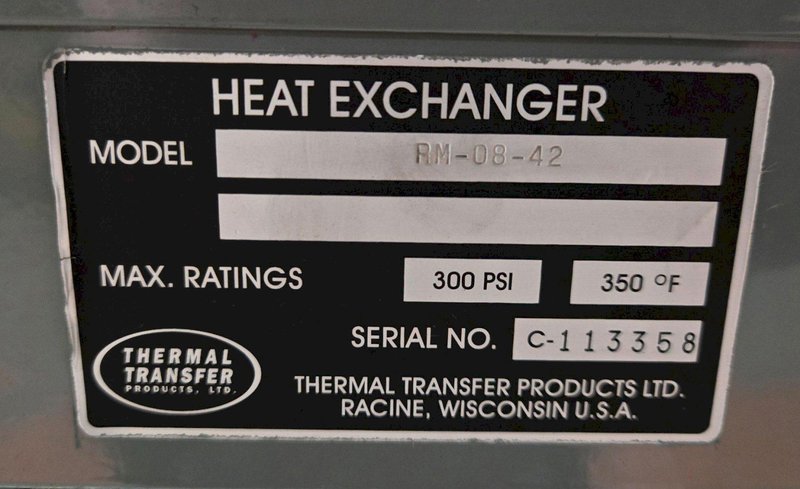 HEAT EXCHANGER
MODEL RM-08-42
MAX. RATINGS 300 PSI 350 °F
SERIAL NO. C-113358
THERMAL
TRANSFER
PRODUCTS, LTD.
THERMAL TRANSFER PRODUCTS LTD.
RACINE, WISCONSIN U.S.A.